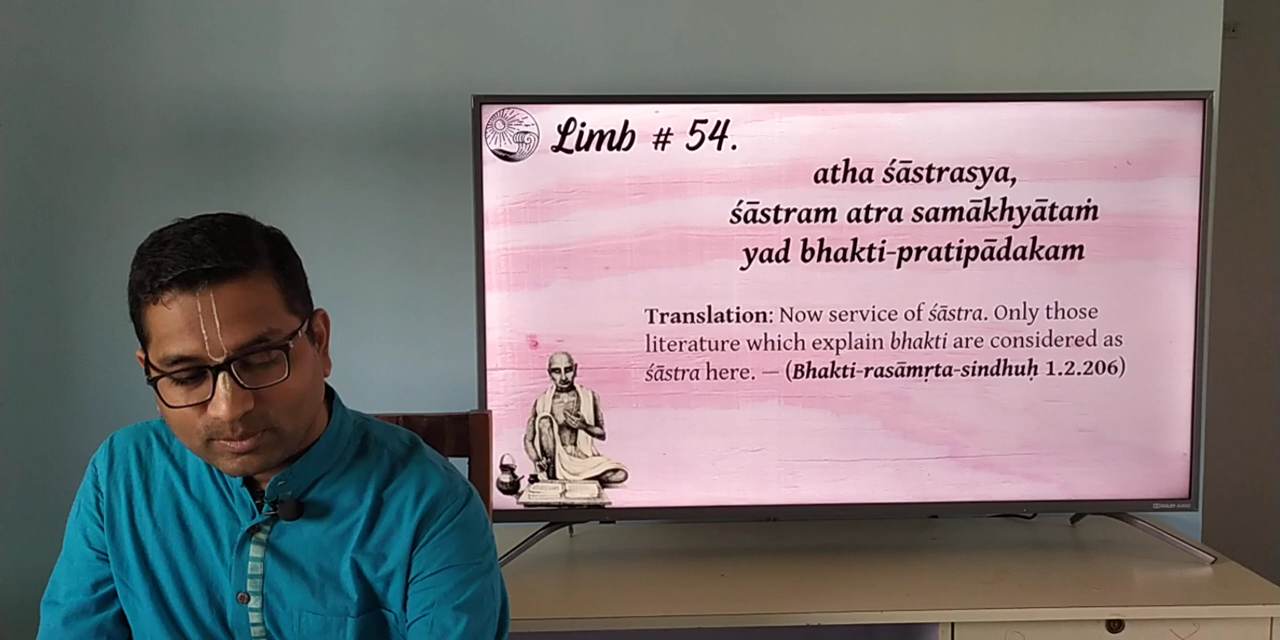 Limb # 54.
atha śāstrasya,
śāstram atra samākhyātaṁ
yad bhakti-pratipādakam
Translation: Now service of śāstra. Only those
literature which explain bhakti are considered as
śāstra here. — (Bhakti-rasāmṛta-sindhuḥ 1.2.206)